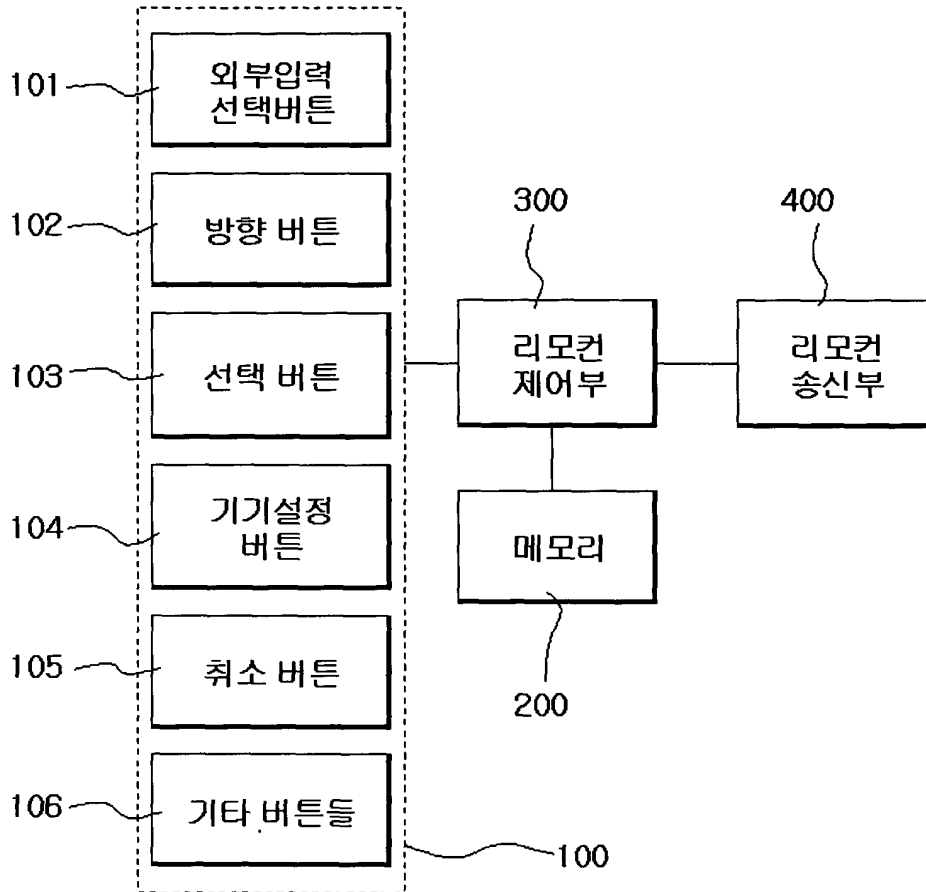 101
외부입력
선택버튼
102
방향 버튼
103
선택 버튼
104
기기설정
버튼
105
취소 버튼
106
기타 버튼들
100
300
리모컨
제어부
400
리모컨
송신부
메모리
200